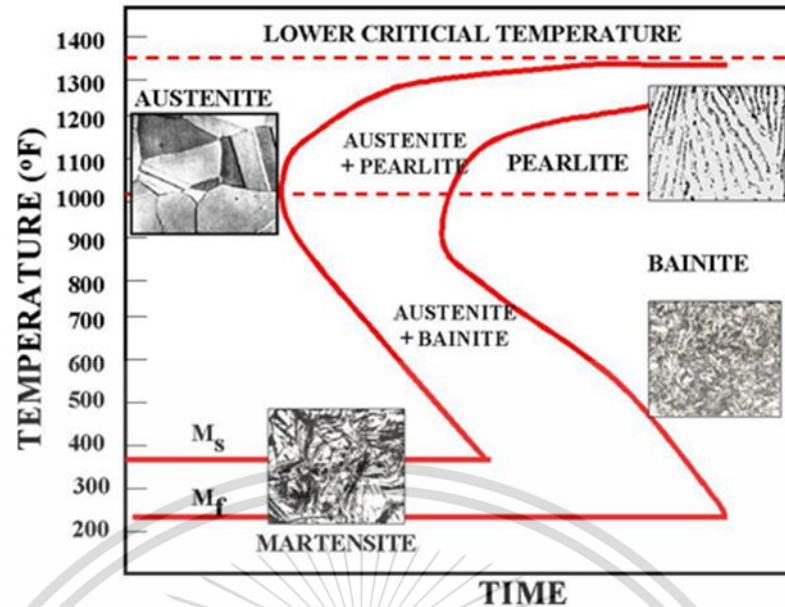 LOWER CRITICIAL TEMPERATURE
AUSTENITE
AUSTENITE
+ PEARLITE
PEARLITE
BAINITE
AUSTENITE
+ BAINITE
Ms
Mf
MARTENSITE
TEMPERATURE (°F)
1400
1300
1200
1100
1000
900
800
700
600
500
400
300
200
TIME